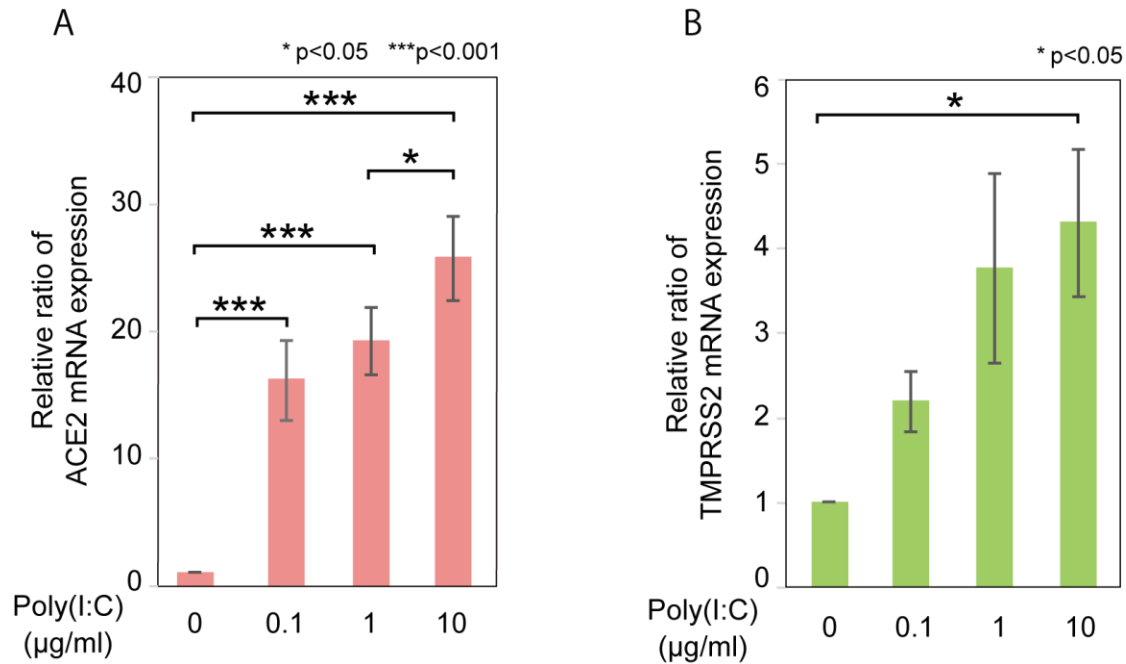 A
* p<0.05 ***p<0.001
Relative ratio of
ACE2 mRNA expression
40
30
20
10
0
***
*
***
***
Poly(I:C)
(μg/ml)
0 0.1 1 10
B
* p<0.05
Relative ratio of
TMPRSS2 mRNA expression
6
5
4
3
2
1
0
*
Poly(I:C)
(μg/ml)
0 0.1 1 10